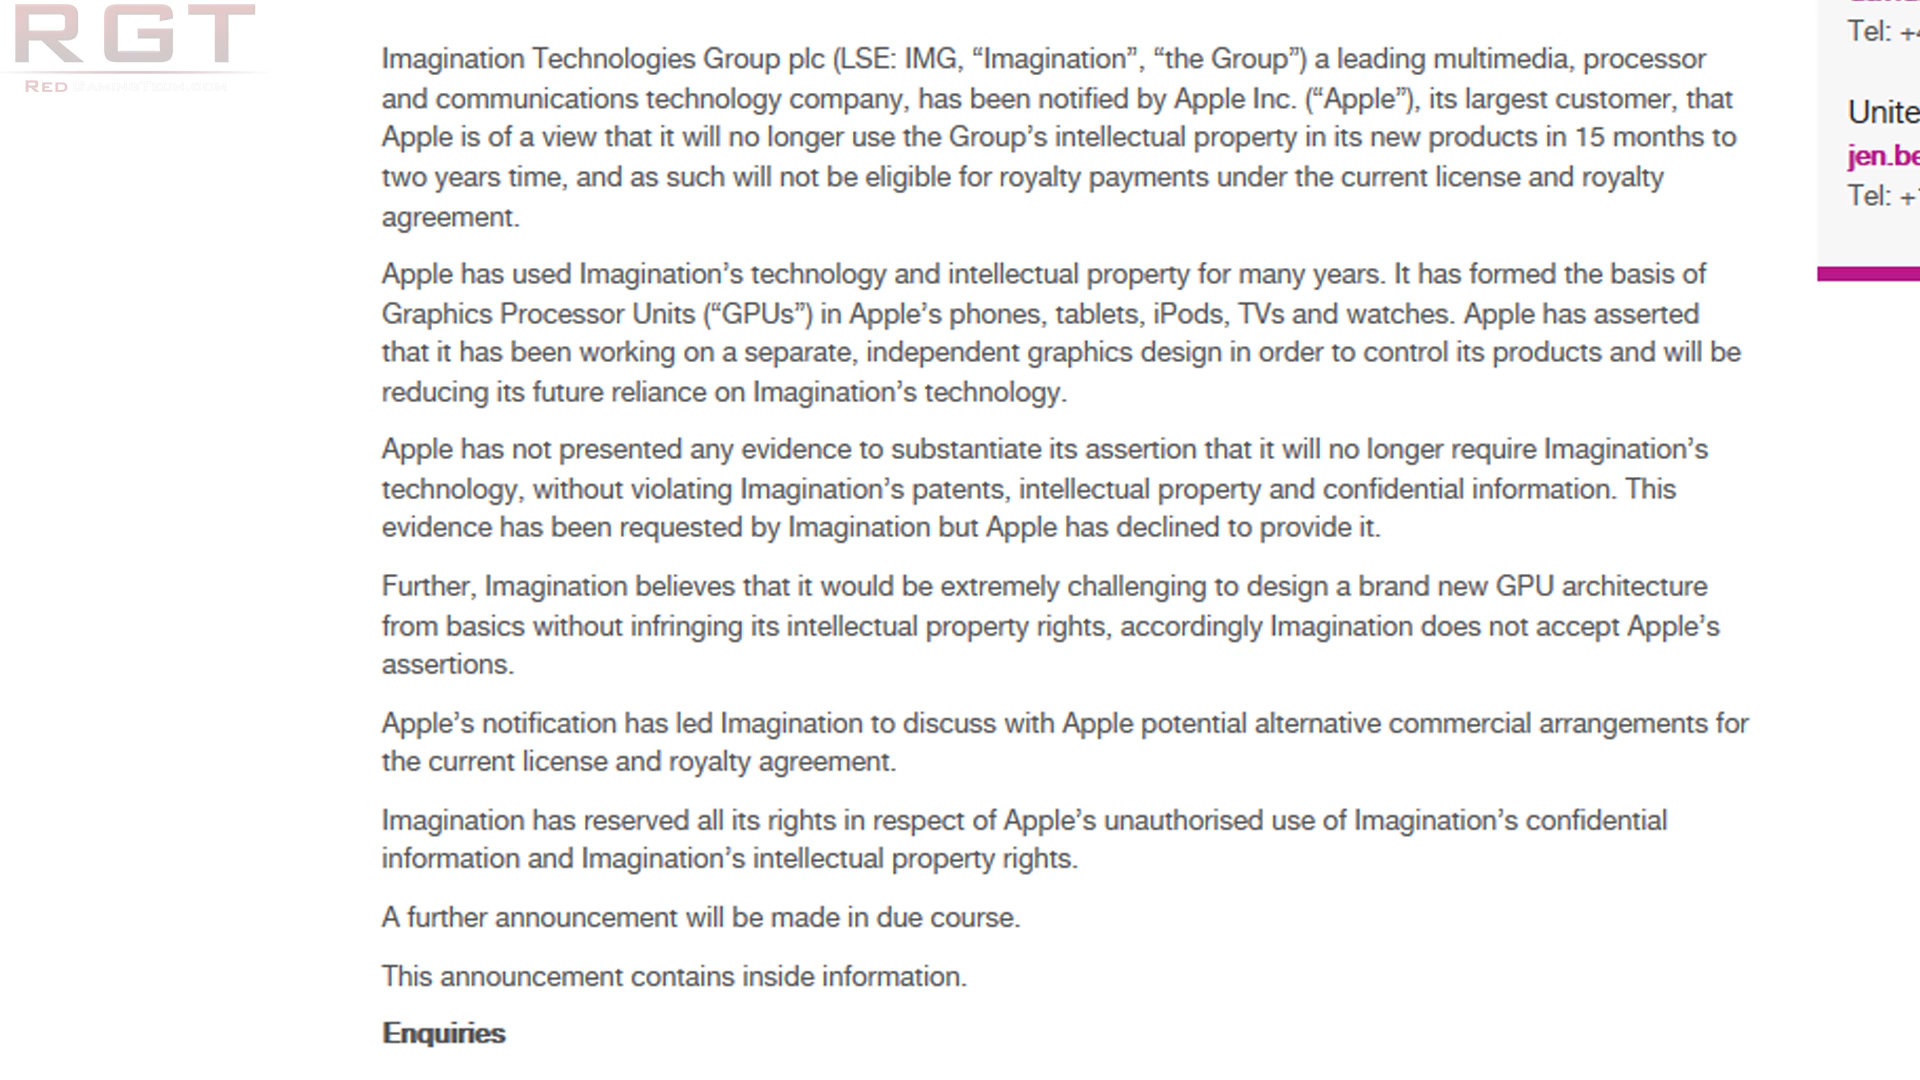 RGT
RED GAMINGTECH.COM
Imagination Technologies Group plc (LSE: IMG, “Imagination”, “the Group”) a leading multimedia, processor
and communications technology company, has been notified by Apple Inc. (“Apple”), its largest customer, that
Apple is of a view that it will no longer use the Group’s intellectual property in its new products in 15 months to
two years time, and as such will not be eligible for royalty payments under the current license and royalty
agreement.
Apple has used Imagination’s technology and intellectual property for many years. It has formed the basis of
Graphics Processor Units (“GPUs”) in Apple’s phones, tablets, iPods, TVs and watches. Apple has asserted
that it has been working on a separate, independent graphics design in order to control its products and will be
reducing its future reliance on Imagination’s technology.
Apple has not presented any evidence to substantiate its assertion that it will no longer require Imagination’s
technology, without violating Imagination’s patents, intellectual property and confidential information. This
evidence has been requested by Imagination but Apple has declined to provide it.
Further, Imagination believes that it would be extremely challenging to design a brand new GPU architecture
from basics without infringing its intellectual property rights, accordingly Imagination does not accept Apple’s
assertions.
Apple’s notification has led Imagination to discuss with Apple potential alternative commercial arrangements for
the current license and royalty agreement.
Imagination has reserved all its rights in respect of Apple’s unauthorised use of Imagination’s confidential
information and Imagination’s intellectual property rights.
A further announcement will be made in due course.
This announcement contains inside information.
Enquiries
Tel: +
Unite
jen.be
Tel: +